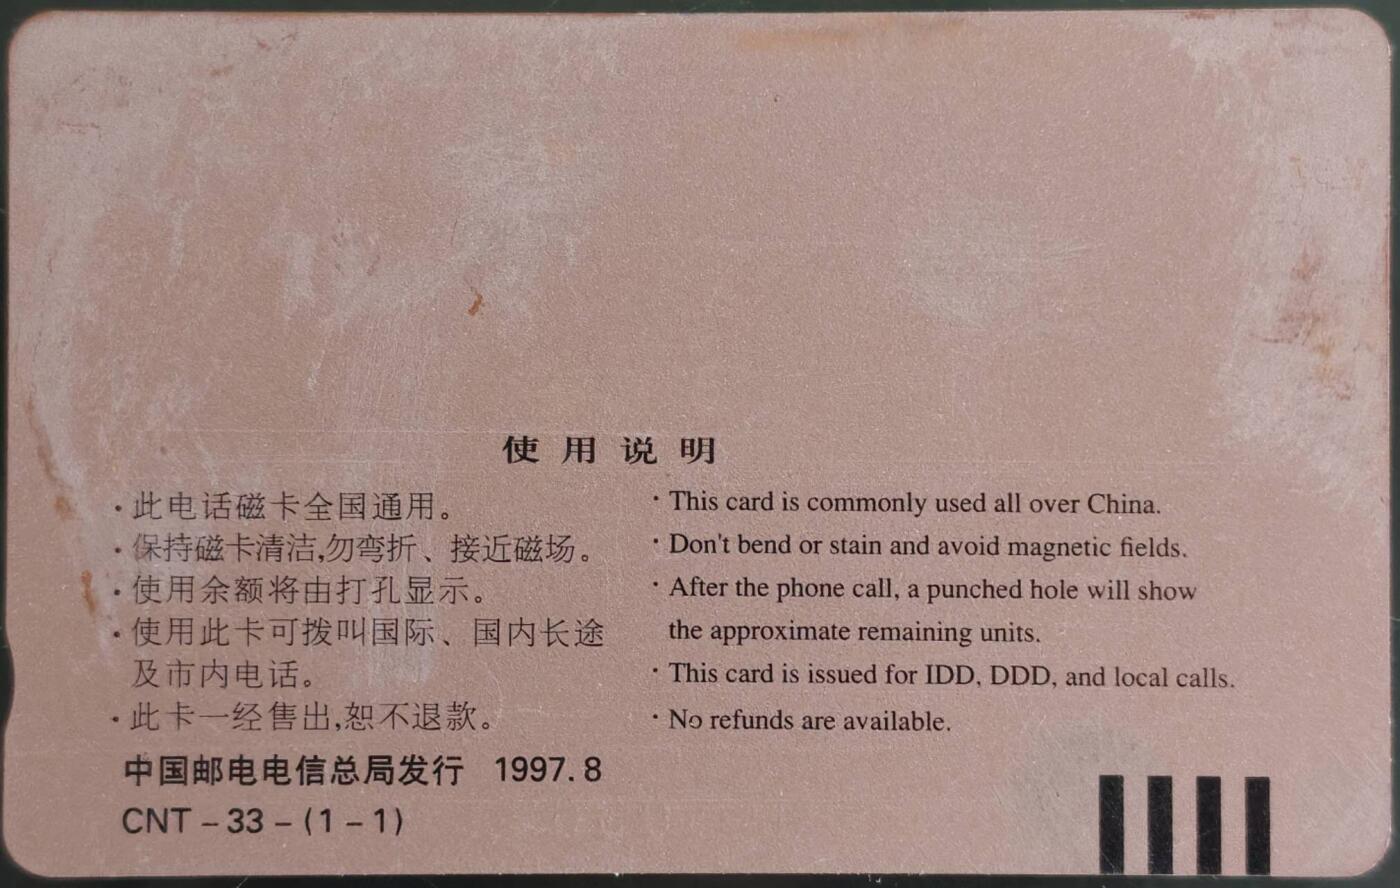 使用说明
·此电话磁卡全国通用。
·保持磁卡清洁,勿弯折、接近磁场。
·使用余额将由打孔显示。
·使用此卡可拨叫国际、国内长途
及市内电话。
·此卡一经售出,恕不退款。
·This card is commonly used all over China.
·Don't bend or stain and avoid magnetic fields.
·After the phone call, a punched hole will show
the approximate remaining units.
·This card is issued for IDD, DDD, and local calls.
·No refunds are available.
中国邮电电信总局发行 1997.8
CNT-33-(1-1)